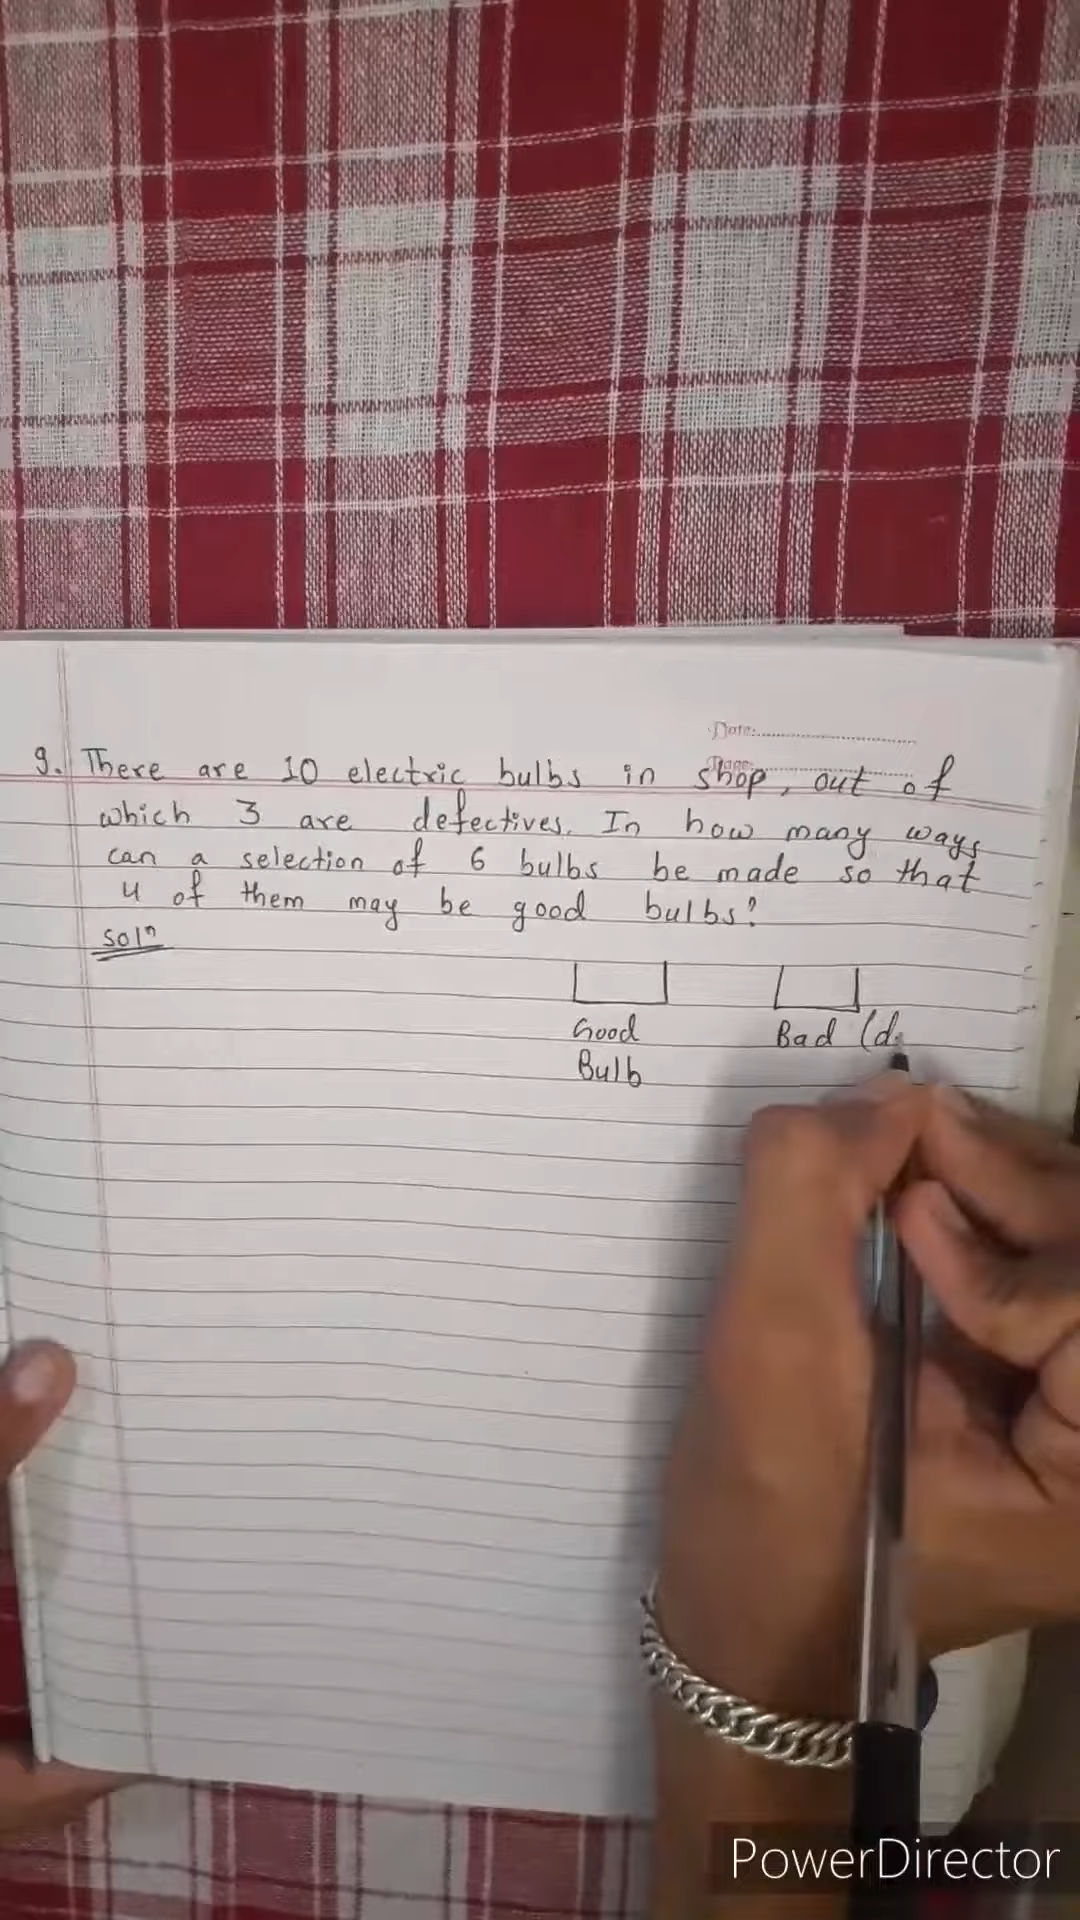 Date:
Page:
9. There are 10 electric bulbs in shop, out of
which 3 are defectives. In how many ways
can a selection of 6 bulbs be made so that
4 of them may be good bulbs?
Solⁿ
Good Bad (de
Bulb
PowerDirector